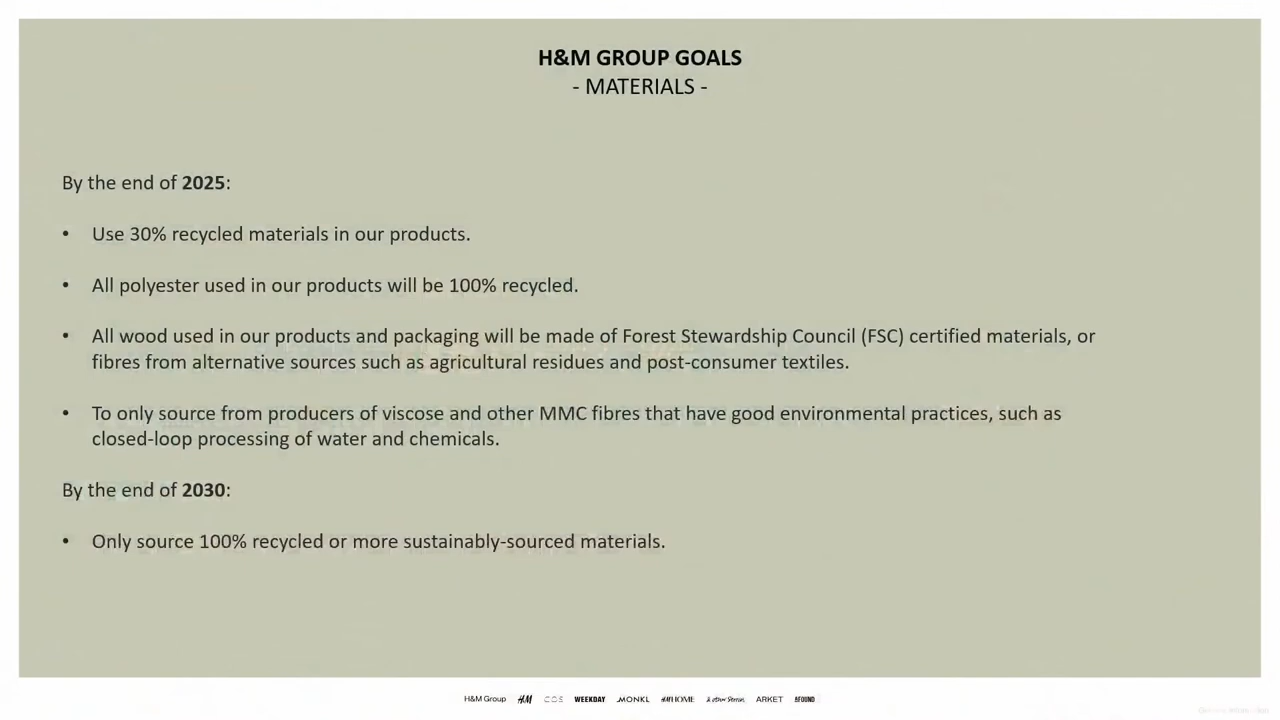 H&M GROUP GOALS
- MATERIALS -
By the end of 2025:
• Use 30% recycled materials in our products.
• All polyester used in our products will be 100% recycled.
• All wood used in our products and packaging will be made of Forest Stewardship Council (FSC) certified materials, or
fibres from alternative sources such as agricultural residues and post-consumer textiles.
• To only source from producers of viscose and other MMC fibres that have good environmental practices, such as
closed-loop processing of water and chemicals.
By the end of 2030:
• Only source 100% recycled or more sustainably-sourced materials.
H&M Group H&M COS WEEKDAY MONKI H&M HOME & other Stories ARKET AFOUND